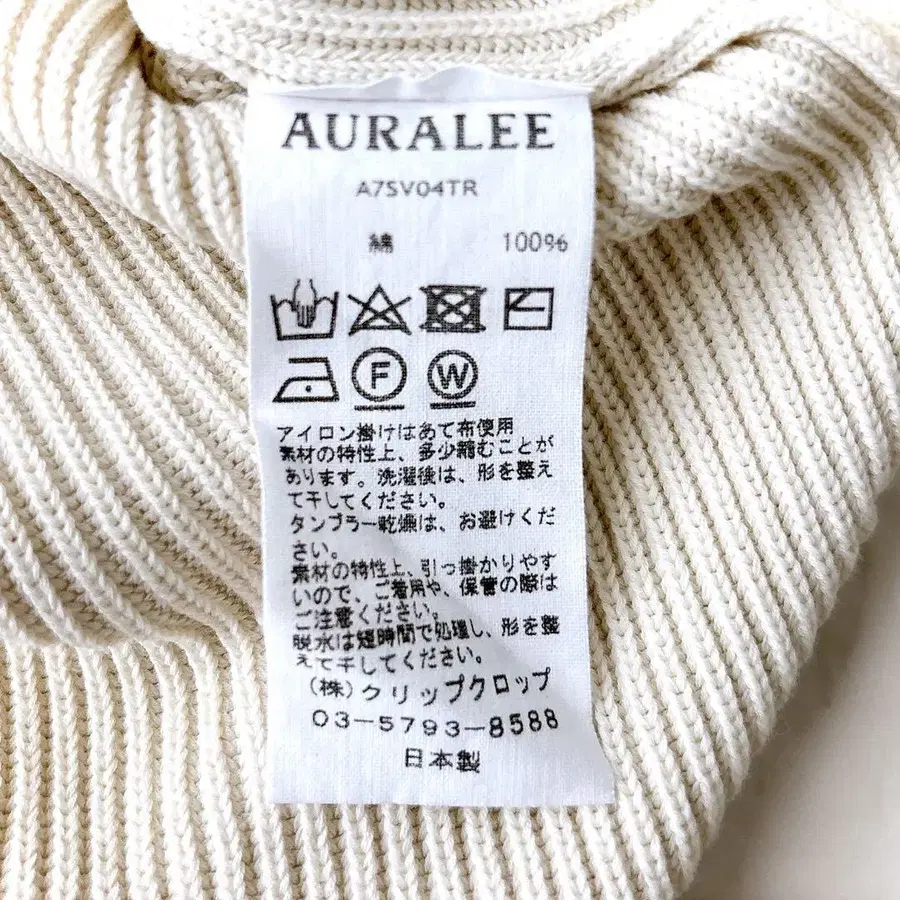 AURALEE
A7SV04TR
綿 100%
F W
アイロン掛けはあて布使用
素材の特性上、多少縮むことが
あります。洗濯後は、形を整え
て干してください。
タンブラー乾燥は、お避けくだ
さい。
素材の特性上、引っ掛かりやす
いので、ご着用や、保管の際は
ご注意ください。
脱水は短時間で処理し、形を整
えて干してください。
(株)クリップクロップ
03-5793-8588
日本製